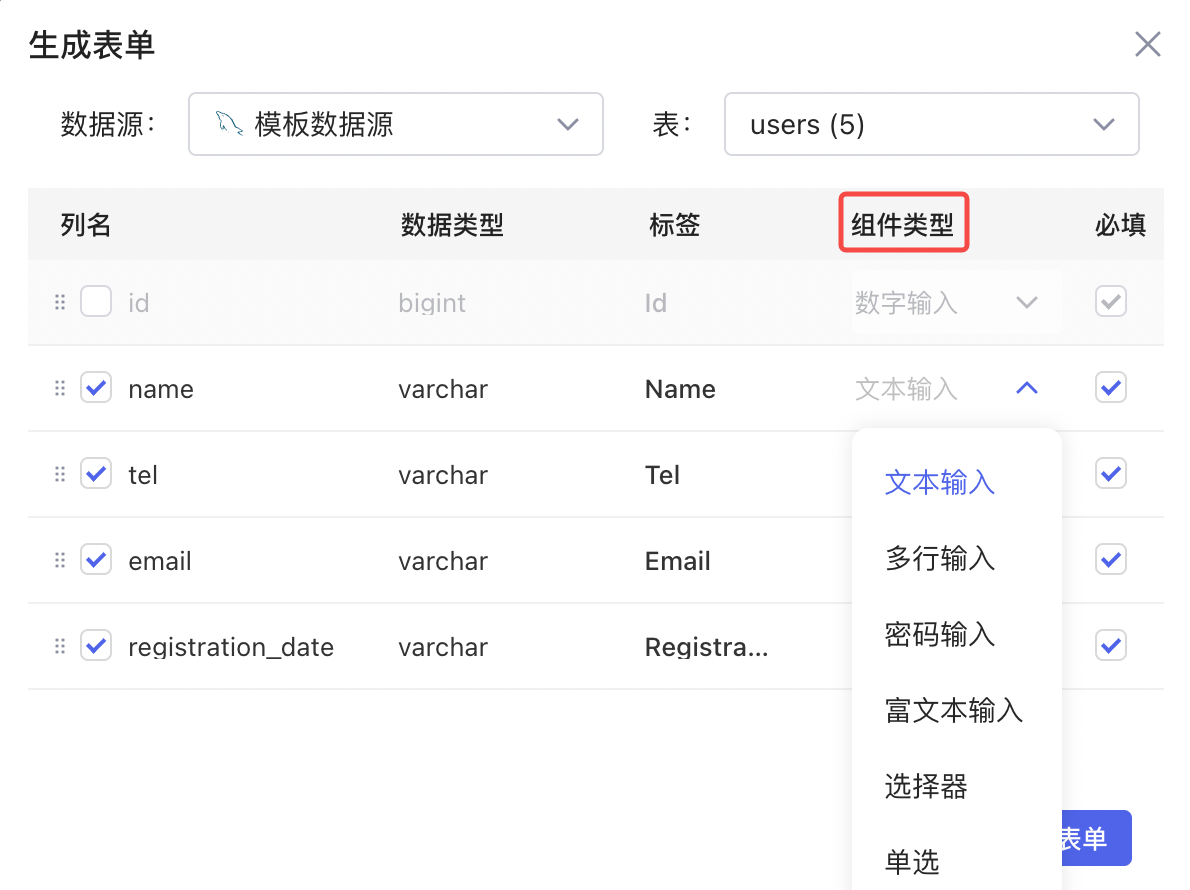 生成表单
数据源： 模板数据源 表： users (5)
列名 数据类型 标签 组件类型 必填
id bigint Id 数字输入
name varchar Name 文本输入
tel varchar Tel
文本输入
email varchar Email
多行输入
密码输入
registration_date varchar Registra...
富文本输入
选择器
表单
单选